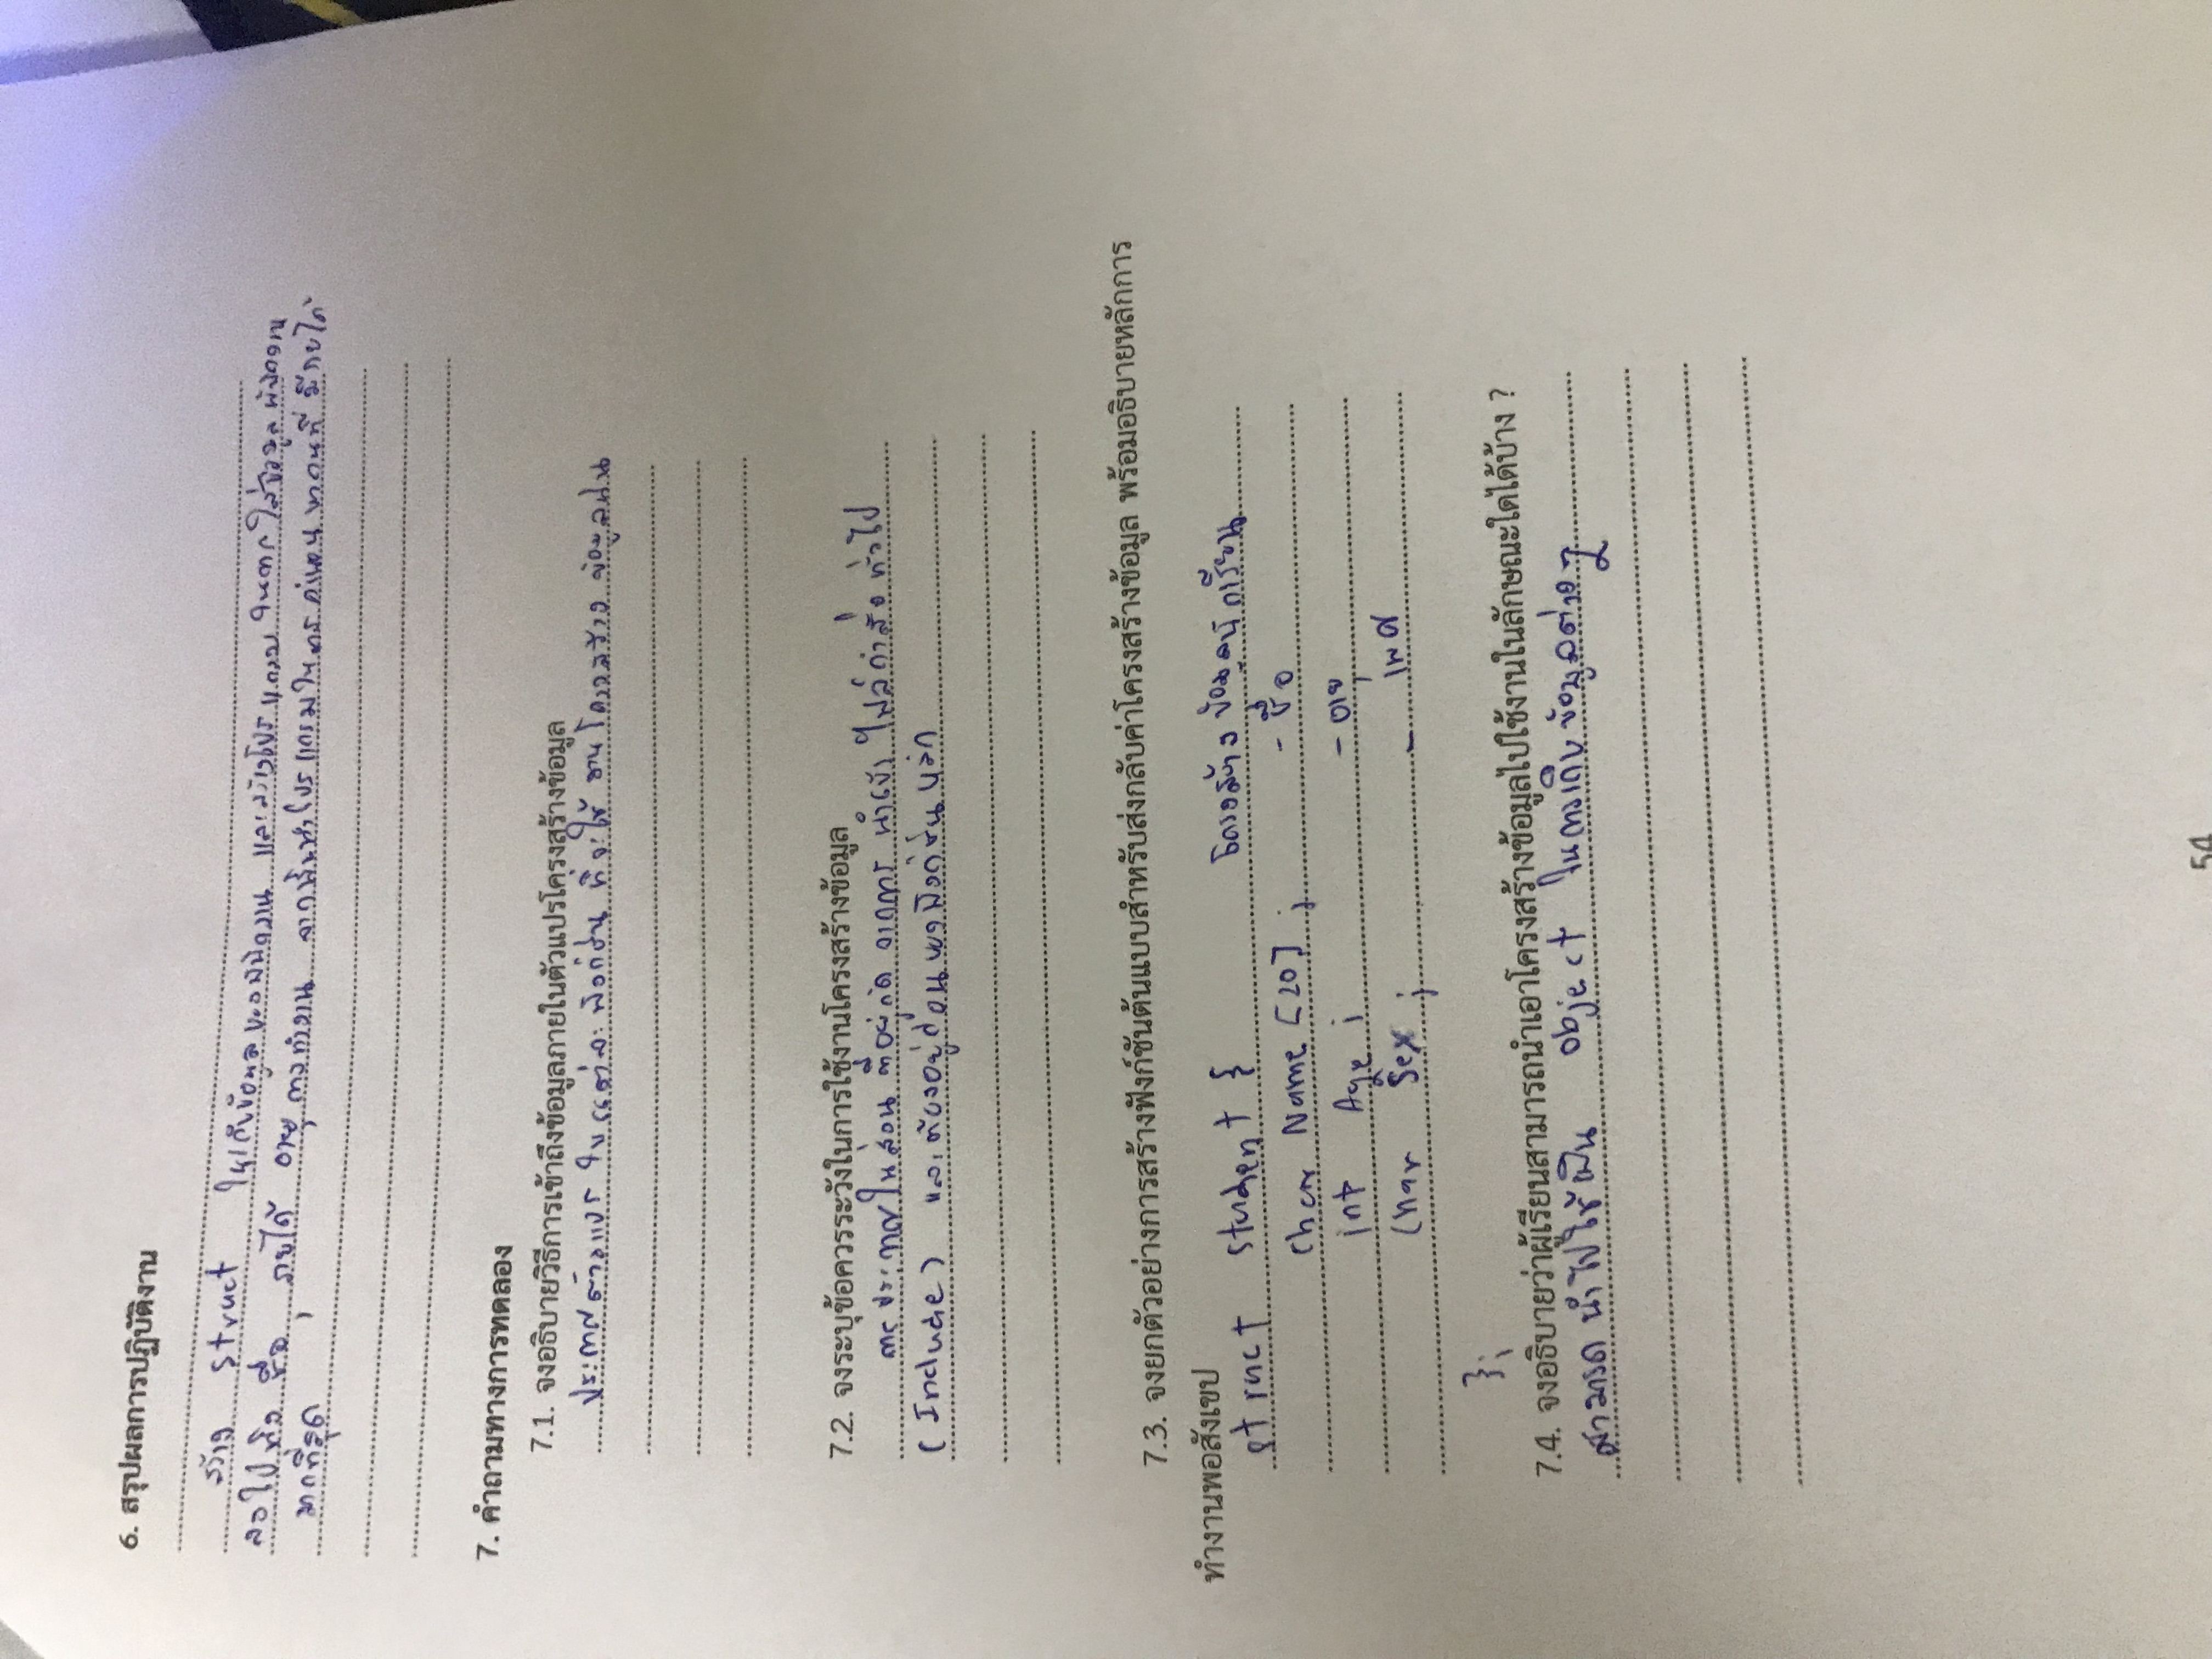 6. สรุปผลการปฏิบัติงาน
สร้าง struct ในเก็บข้อมูลของพนักงาน และสร้างโปรแกรมในการใส่ข้อมูลพนักงาน
ลงไปทั้ง ชื่อ, รายได้ อายุการทำงาน จากนั้นทำโปรแกรมในการคำนวนหาคนที่มีรายได้
มากที่สุด
7. คำถามทางการทดลอง
7.1. จงอธิบายวิธีการเข้าถึงข้อมูลภายในตัวแปรโครงสร้างข้อมูล
ประกาศตัวแปร ในแต่ละ ฟังก์ชั่น ที่จะใช้ งานโครงสร้าง ข้อมูลนั้น
7.2. จงระบุข้อควรระวังในการใช้งานโครงสร้างข้อมูล
การประกาศในส่วน ที่อยู่ถัด จากการ นำเข้า ไฟล์คำสั่ง ทั่วไป
(Include) และต้องอยู่ก่อนของฟังก์ชั่นหลัก
7.3. จงยกตัวอย่างการสร้างฟังก์ชันต้นแบบสำหรับส่งกลับค่าโครงสร้างข้อมูล พร้อมอธิบายหลักการ
ทำงานพอสังเขป
struct student { โครงสร้าง ข้อมูลนักเรียน
char Name [20] ; - ชื่อ
int Age ; - อายุ
char Sex ; - เพศ
};
7.4. จงอธิบายว่าผู้เรียนสามารถนำเอาโครงสร้างข้อมูลไปใช้งานในลักษณะใดได้บ้าง ?
สามารถ นำไปใช้เป็น object ในการเก็บข้อมูลต่างๆ
54